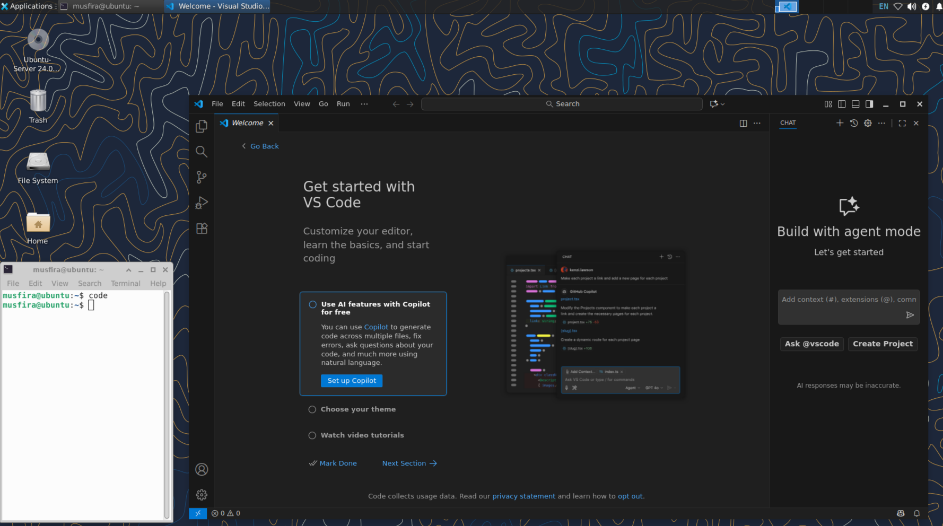 Applications
musfira@ubuntu: ~
Welcome - Visual Studio...
EN
Ubuntu-
Server 24.0...
Trash
File System
Home
musfira@ubuntu: ~
File Edit View Search Terminal Help
musfira@ubuntu:~$ code
musfira@ubuntu:~$
File Edit Selection View Go Run ···
Search
Welcome
Go Back
Get started with
VS Code
Customize your editor,
learn the basics, and start
coding
Use AI features with Copilot
for free
You can use Copilot to generate
code across multiple files, fix
errors, ask questions about your
code, and much more using
natural language.
Set up Copilot
Choose your theme
Watch video tutorials
Mark Done
Next Section
CHAT
GitHub Copilot
Code collects usage data. Read our privacy statement and learn how to opt out.
CHAT
Build with agent mode
Let's get started
Add context (#), extensions (@), comm
Ask @vscode
Create Project
AI responses may be inaccurate.
0 0